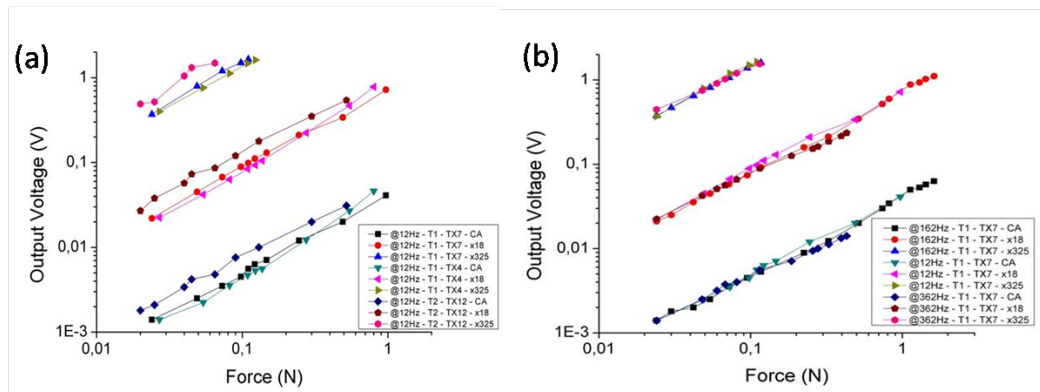 (a)
Output Voltage (V)
1
0,1
0,01
1E-3
0,01
0,1
1
Force (N)
@12Hz - T1 - TX7 - CA
@12Hz - T1 - TX7 - x18
@12Hz - T1 - TX7 - x325
@12Hz - T1 - TX4 - CA
@12Hz - T1 - TX4 - x18
@12Hz - T1 - TX4 - x325
@12Hz - T2 - TX12 - CA
@12Hz - T2 - TX12 - x18
@12Hz - T2 - TX12 - x325
(b)
Output Voltage (V)
1
0,1
0,01
1E-3
0,01
0,1
1
Force (N)
@162Hz - T1 - TX7 - CA
@162Hz - T1 - TX7 - x18
@162Hz - T1 - TX7 - x325
@12Hz - T1 - TX7 - CA
@12Hz - T1 - TX7 - x18
@12Hz - T1 - TX7 - x325
@362Hz - T1 - TX7 - CA
@362Hz - T1 - TX7 - x18
@362Hz - T1 - TX7 - x325